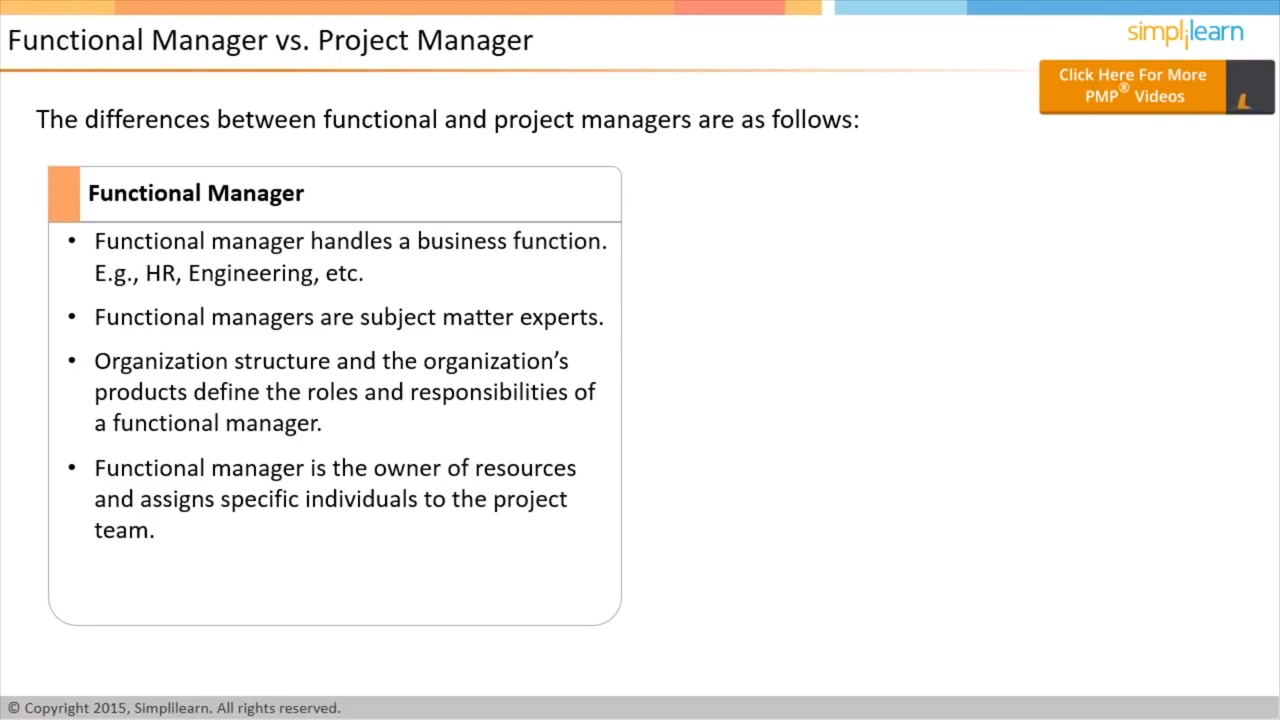 Functional Manager vs. Project Manager
simplilearn
Click Here For More
PMP® Videos
The differences between functional and project managers are as follows:
Functional Manager
• Functional manager handles a business function.
E.g., HR, Engineering, etc.
• Functional managers are subject matter experts.
• Organization structure and the organization’s
products define the roles and responsibilities of
a functional manager.
• Functional manager is the owner of resources
and assigns specific individuals to the project
team.
© Copyright 2015, Simplilearn. All rights reserved.